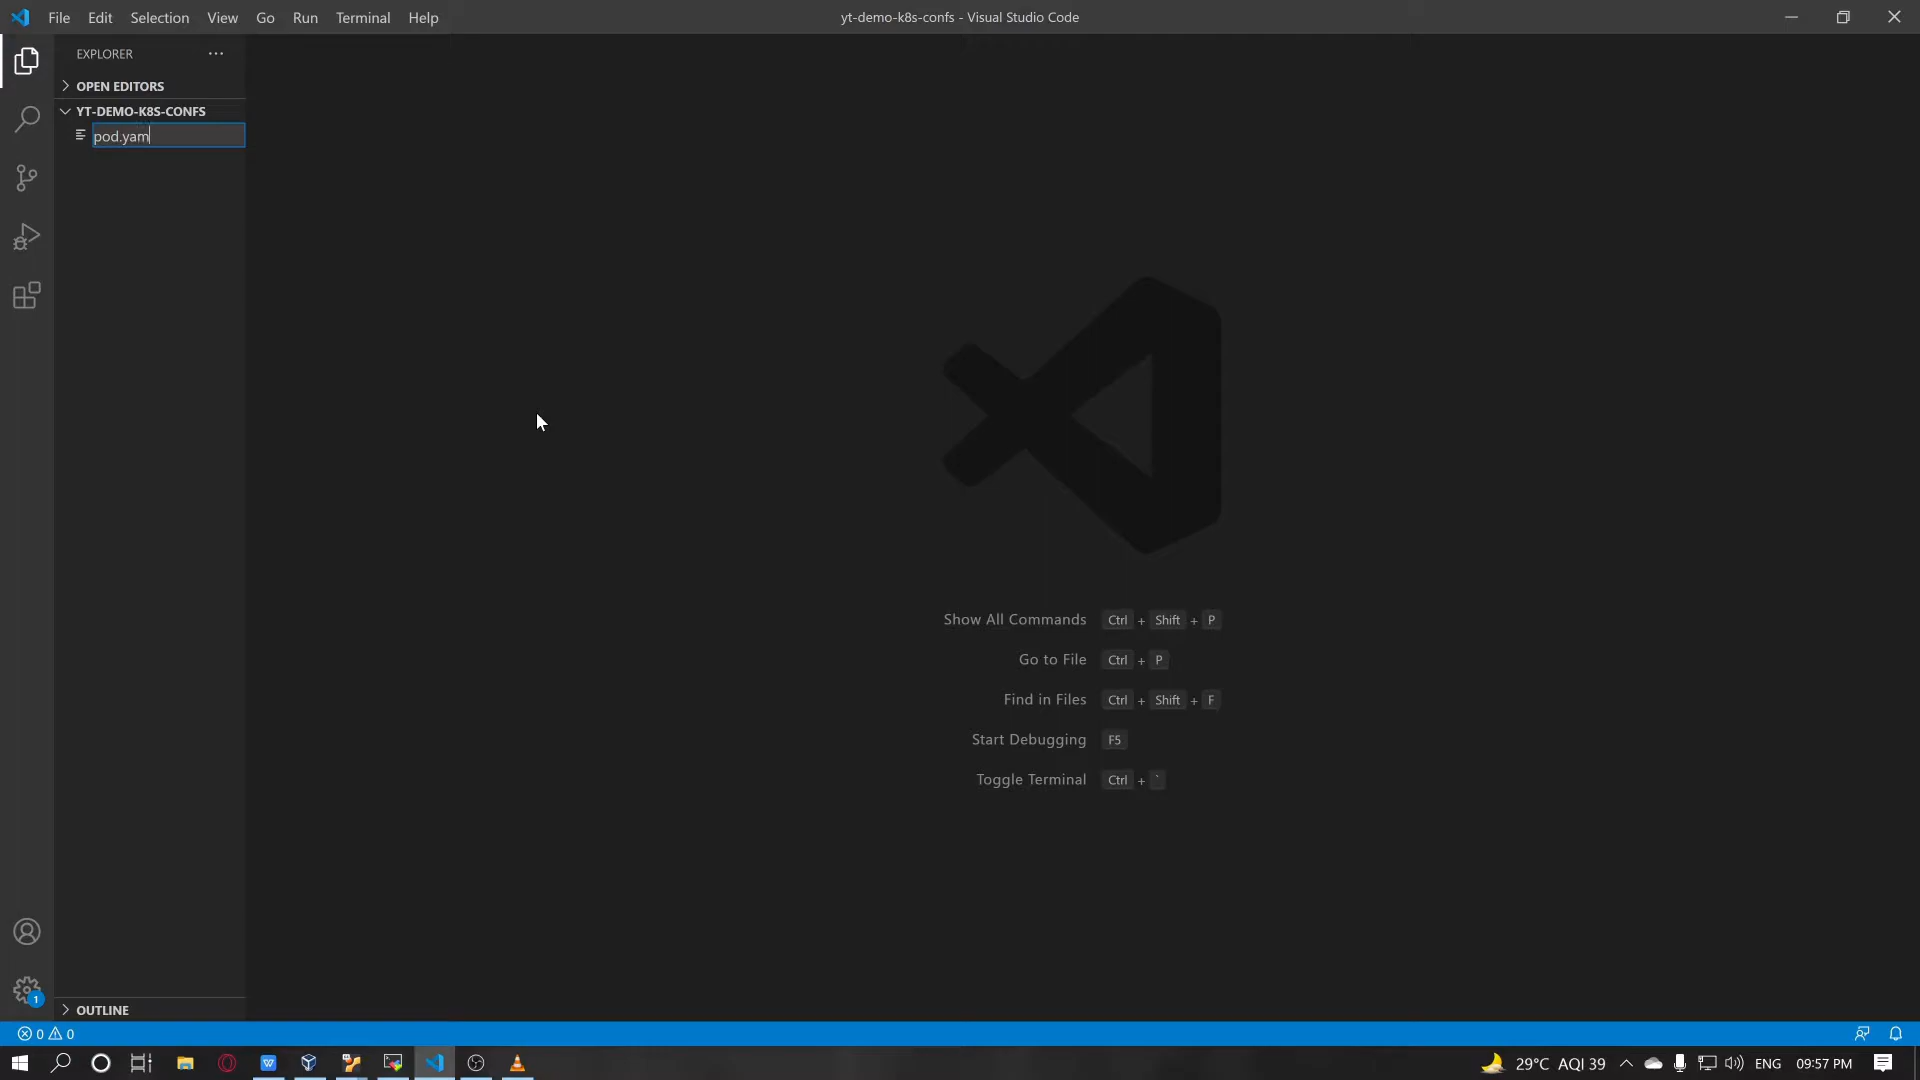 File Edit Selection View Go Run Terminal Help
yt-demo-k8s-confs - Visual Studio Code
EXPLORER
OPEN EDITORS
YT-DEMO-K8S-CONFS
pod.yam
Show All Commands Ctrl + Shift + P
Go to File Ctrl + P
Find in Files Ctrl + Shift + F
Start Debugging F5
Toggle Terminal Ctrl + `
1
OUTLINE
0 0
29°C AQI 39 ENG 09:57 PM